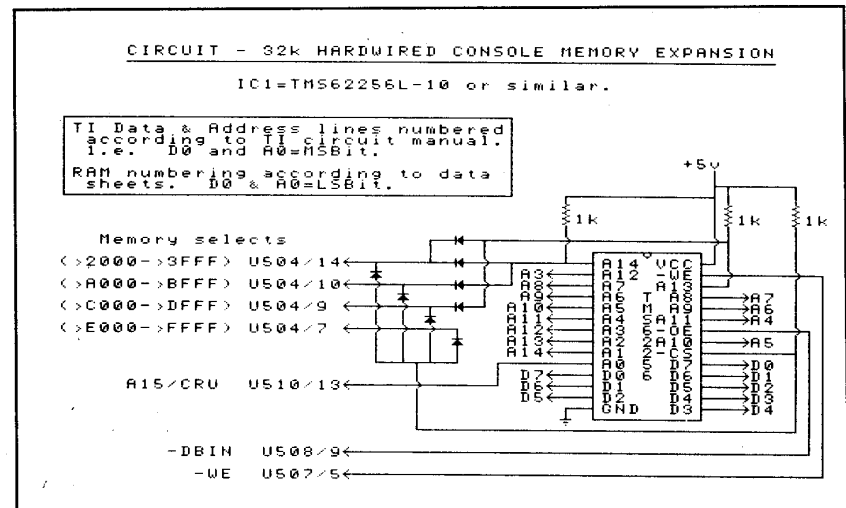 CIRCUIT - 32k HARDWIRED CONSOLE MEMORY EXPANSION
IC1=TMS62256L-10 or similar.
TI Data & Address lines numbered
according to TI circuit manual.
i.e. D0 and A0=MSBit.
RAM numbering according to data
sheets. D0 & A0=LSBit.
+5v
1k
1k
1k
Memory selects
(>2000->3FFF) U504/14
(>A000->BFFF) U504/10
(>C000->DFFF) U504/9
(>E000->FFFF) U504/7
A15/CRU U510/13
-DBIN U508/9
-WE U507/5
A3
A8
A9
A10
A11
A12
A13
A14
D7
D6
D5
A14 VCC
A12 -WE
A7 A13
A6 T A8
A5 M A9
A4 S A11
A3 6 -OE
A2 2 A10
A1 2 -CS
A0 5 D7
D0 6 D6
D1 D5
D2 D4
GND D3
A7
A6
A4
A5
D0
D1
D2
D3
D4